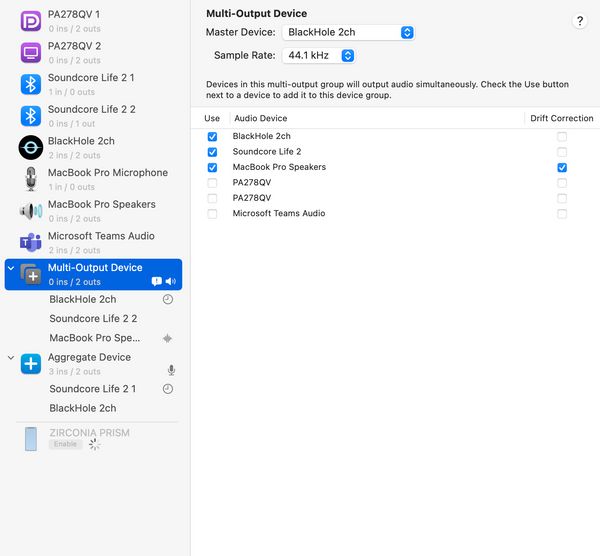 PA278QV 1
PA278QV 2
0 ins / 2 outs
Soundcore Life 2 1
1 in / 0 outs
Soundcore Life 2 2
0 ins / 1 out
BlackHole 2ch
2 ins / 2 outs
MacBook Pro Microphone
1 in / 0 outs
MacBook Pro Speakers
0 ins / 2 outs
Microsoft Teams Audio
2 ins / 2 outs
Multi-Output Device
0 ins / 2 outs
BlackHole 2ch
Soundcore Life 2 2
MacBook Pro Spe...
Aggregate Device
3 ins / 2 outs
Soundcore Life 2 1
BlackHole 2ch
ZIRCONIA PRISM
Enable
Multi-Output Device
?
Master Device: BlackHole 2ch
Sample Rate: 44.1 kHz
Devices in this multi-output group will output audio simultaneously. Check the Use button
next to a device to add it to this device group.
Use Audio Device Drift Correction
BlackHole 2ch
Soundcore Life 2
MacBook Pro Speakers
PA278QV
PA278QV
Microsoft Teams Audio